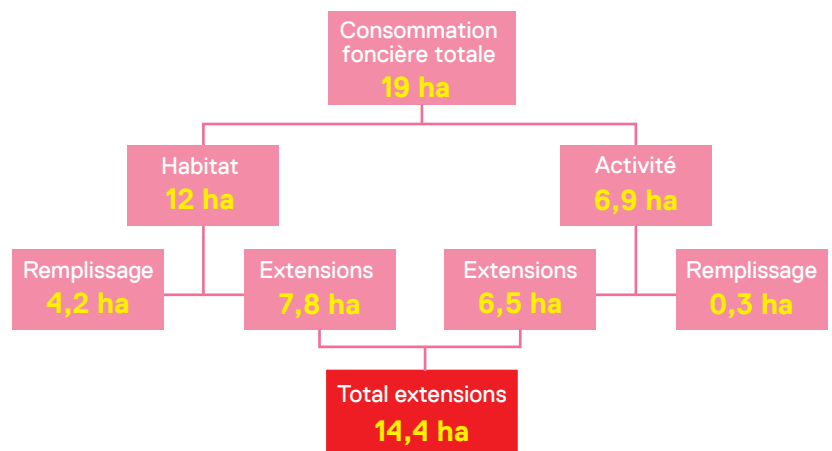 Consommation
foncière totale
19 ha
Habitat
12 ha
Activité
6,9 ha
Remplissage
4,2 ha
Extensions
7,8 ha
Extensions
6,5 ha
Remplissage
0,3 ha
Total extensions
14,4 ha